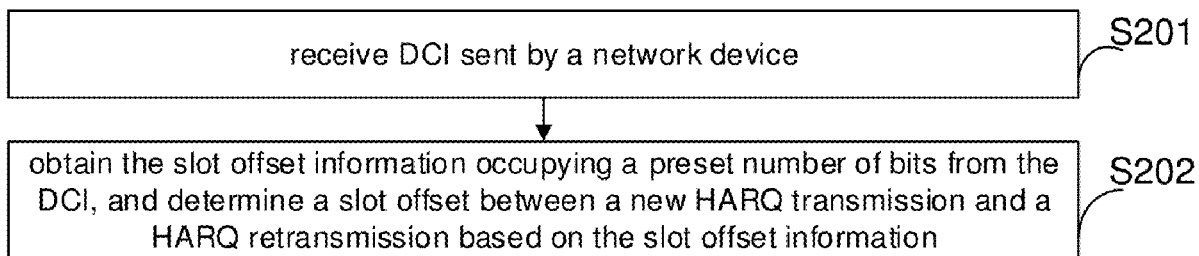 receive DCI sent by a network device
S201
obtain the slot offset information occupying a preset number of bits from the
DCI, and determine a slot offset between a new HARQ transmission and a
HARQ retransmission based on the slot offset information
S202